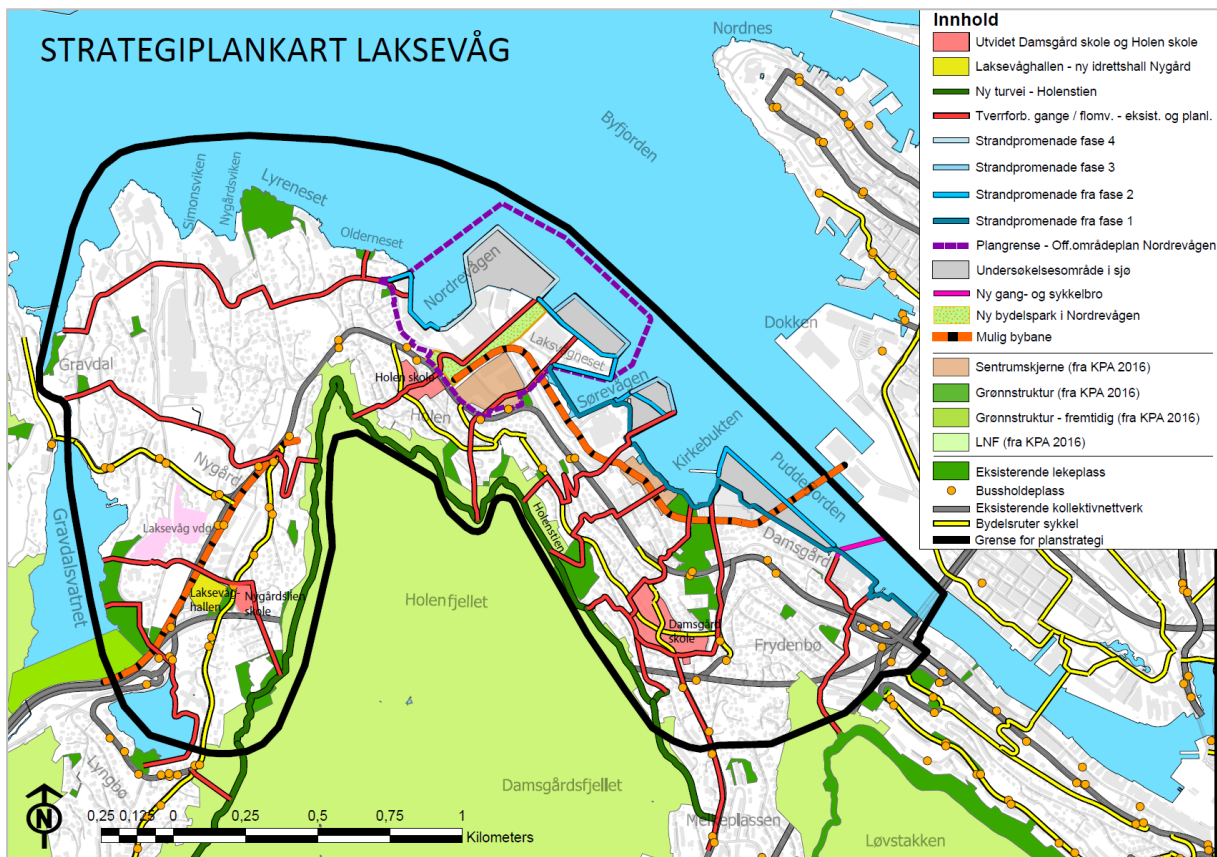 STRATEGIPLANKART LAKSEVÅG
Nordnes
Byfjorden
Simonsviken
Nygårdsviken
Lyreneset
Olderneset
Nordrevågen
Dokken
Laksevågneset
Gravdal
Holen skole
Sørevågen
Holen
Kirkebukten
Puddefjorden
Nygård
Laksevåg vdg
Holenstien
Damsgård
Gravdalsvatnet
Laksevåg-
hallen
Nygårdslien
skole
Holenfjellet
Damsgård
skole
Frydenbø
Lyngbø
Damsgårdsfjellet
Melkeplassen
Løvstakken
N
0,25 0,125 0 0,25 0,5 0,75 1
Kilometers
Innhold
Utvidet Damsgård skole og Holen skole
Laksevåghallen - ny idrettshall Nygård
Ny turvei - Holenstien
Tverrforb. gange / flomv. - eksist. og planl.
Strandpromenade fase 4
Strandpromenade fase 3
Strandpromenade fra fase 2
Strandpromenade fra fase 1
Plangrense - Off.områdeplan Nordrevågen
Undersøkelsesområde i sjø
Ny gang- og sykkelbro
Ny bydelspark i Nordrevågen
Mulig bybane
Sentrumskjerne (fra KPA 2016)
Grønnstruktur (fra KPA 2016)
Grønnstruktur - fremtidig (fra KPA 2016)
LNF (fra KPA 2016)
Eksisterende lekeplass
Bussholdeplass
Eksisterende kollektivnettverk
Bydelsruter sykkel
Grense for planstrategi